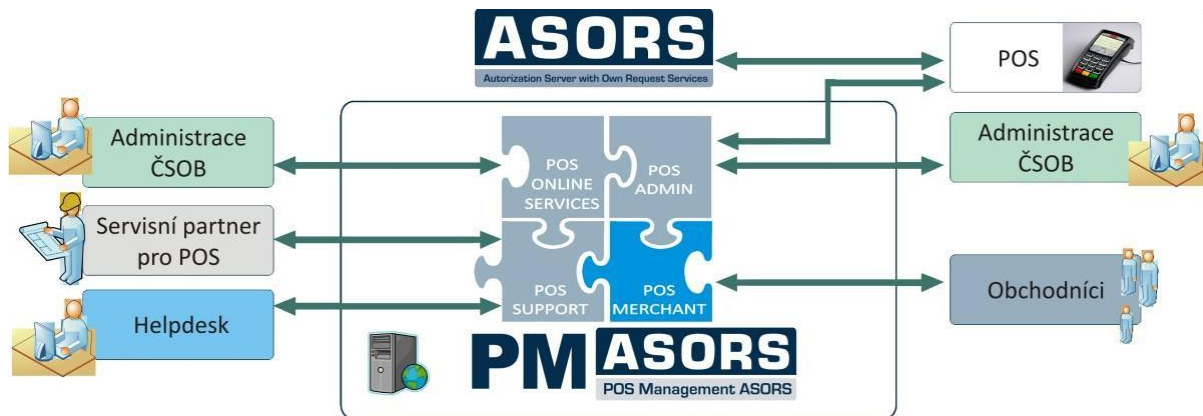 ASORS
Autorization Server with Own Request Services
POS
Administrace
ČSOB
Administrace
ČSOB
POS
ONLINE
SERVICES
POS
ADMIN
Servisní partner
pro POS
POS
SUPPORT
POS
MERCHANT
Obchodníci
Helpdesk
PM ASORS
POS Management ASORS